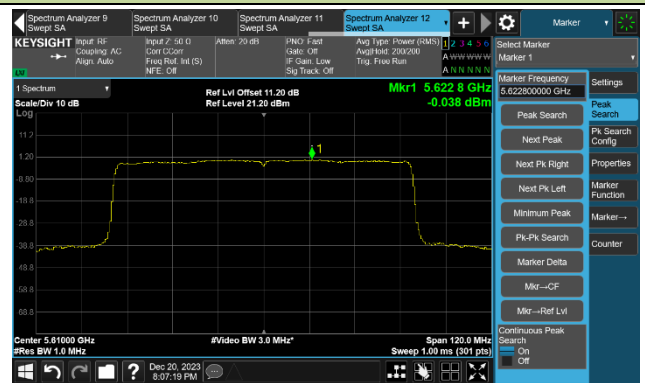 Spectrum Analyzer 9
Swept SA
Spectrum Analyzer 10
Swept SA
Spectrum Analyzer 11
Swept SA
Spectrum Analyzer 12
Swept SA
Marker
KEYSIGHT
Input: RF
Coupling: AC
Align: Auto
Input Z: 50 Ω
Corr CCorr
Freq Ref: Int (S)
NFE: Off
Atten: 20 dB
PNO: Fast
Gate: Off
IF Gain: Low
Sig Track: Off
Avg Type: Power (RMS)
Avg|Hold: 200/200
Trig: Free Run
1 2 3 4 5 6
A W W W W W
A N N N N N
Select Marker
Marker 1
1 Spectrum
Scale/Div 10 dB
Log
Ref Lvl Offset 11.20 dB
Ref Level 21.20 dBm
Mkr1 5.622 8 GHz
-0.038 dBm
11.2
1.20
-8.80
-18.8
-28.8
-38.8
-48.8
-58.8
-68.8
1
Center 5.61000 GHz
#Res BW 1.0 MHz
#Video BW 3.0 MHz*
Span 120.0 MHz
Sweep 1.00 ms (301 pts)
Marker Frequency
5.622800000 GHz
Peak Search
Next Peak
Next Pk Right
Next Pk Left
Minimum Peak
Pk-Pk Search
Marker Delta
Mkr→CF
Mkr→Ref Lvl
Continuous Peak
Search
On
Off
Settings
Peak
Search
Pk Search
Config
Properties
Marker
Function
Marker→
Counter
Dec 20, 2023
8:07:19 PM